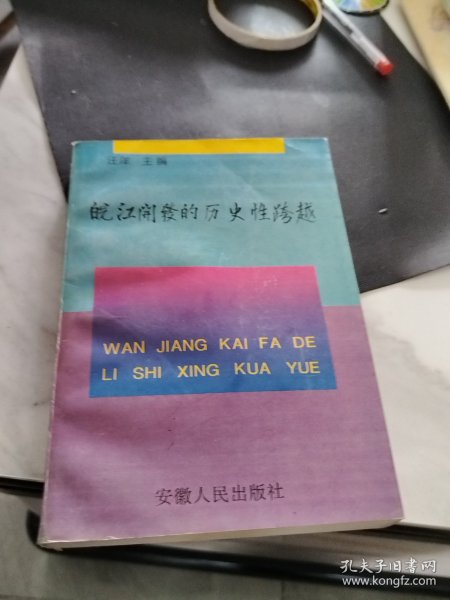 汪洋 主编
皖江開發的历史性跨越
WAN JIANG KAI FA DE
LI SHI XING KUA YUE
安徽人民出版社
孔夫子旧书网
www.kongfz.com